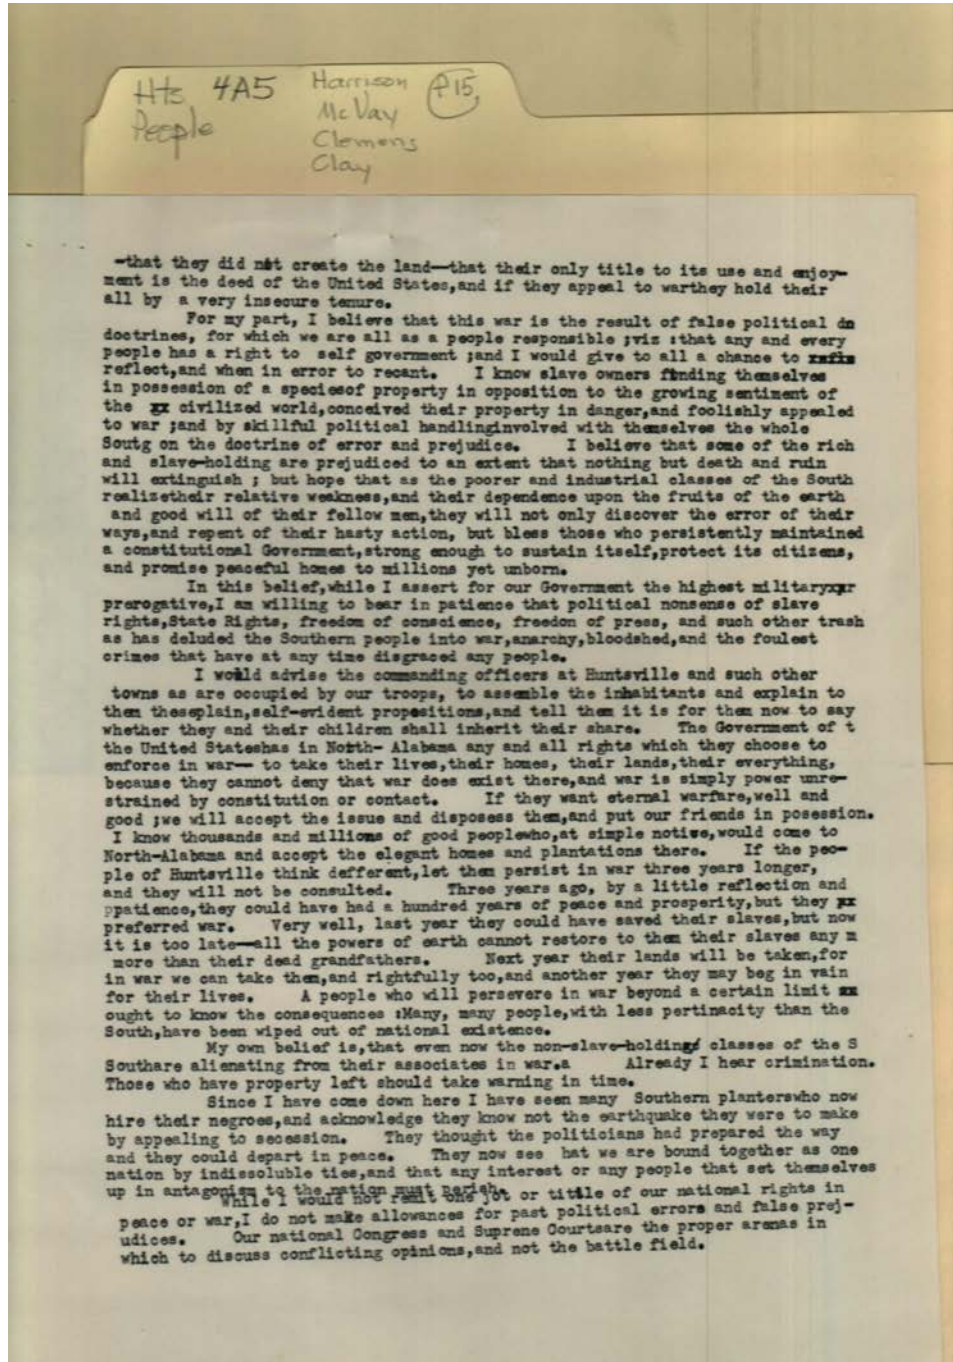 Hts 4A5 Harrison P15
People McVay
Clemens
Clay
-that they did not create the land—that their only title to its use and enjoy-
ment is the deed of the United States,and if they appeal to warthey hold their
all by a very insecure tenure.
For my part, I believe that this war is the result of false political dn
doctrines, for which we are all as a people responsible ;viz :that any and every
people has a right to self government ;and I would give to all a chance to
reflect,and when in error to recant. I know slave owners finding themselves
in possession of a speciesof property in opposition to the growing sentiment of
the xx civilized world,conceived their property in danger,and foolishly appealed
to war ;and by skillful political handlinginvolved with themselves the whole
Soutg on the doctrine of error and prejudice. I believe that some of the rich
and slave-holding are prejudiced to an extent that nothing but death and ruin
will extinguish ; but hope that as the poorer and industrial classes of the South
realizetheir relative weakness,and their dependence upon the fruits of the earth
and good will of their fellow men,they will not only discover the error of their
ways,and repent of their hasty action, but bless those who persistently maintained
a constitutional Government,strong enough to sustain itself,protect its citizens,
and promise peaceful homes to millions yet unborn.
In this belief,while I assert for our Government the highest militaryxxr
prerogative,I am willing to bear in patience that political nonsense of slave
rights,State Rights, freedom of conscience, freedom of press, and such other trash
as has deluded the Southern people into war,anarchy,bloodshed,and the foulest
crimes that have at any time disgraced any people.
I would advise the commanding officers at Huntsville and such other
towns as are occupied by our troops, to assemble the inhabitants and explain to
them theseplain,self-evident propositions,and tell them it is for them now to say
whether they and their children shall inherit their share. The Government of t
the United Stateshas in North- Alabama any and all rights which they choose to
enforce in war— to take their lives,their homes, their lands,their everything,
because they cannot deny that war does exist there,and war is simply power unre-
strained by constitution or contact. If they want eternal warfare,well and
good ;we will accept the issue and disposess them,and put our friends in posession.
I know thousands and millions of good peoplewho,at simple notive,would come to
North-Alabama and accept the elegant homes and plantations there. If the peo-
ple of Huntsville think defferent,let them persist in war three years longer,
and they will not be consulted. Three years ago, by a little reflection and
ppatience,they could have had a hundred years of peace and prosperity,but they px
preferred war. Very well, last year they could have saved their slaves,but now
it is too late—all the powers of earth cannot restore to them their slaves any m
more than their dead grandfathers. Next year their lands will be taken,for
in war we can take them,and rightfully too,and another year they may beg in vain
for their lives. A people who will persevere in war beyond a certain limit xx
ought to know the consequences :Many, many people,with less pertinacity than the
South,have been wiped out of national existence.
My own belief is,that even now the non-slave-holding classes of the S
Southare alienating from their associates in war.a Already I hear crimination.
Those who have property left should take warning in time.
Since I have come down here I have seen many Southern planterswho now
hire their negroes,and acknowledge they know not the earthquake they were to make
by appealing to secession. They thought the politicians had prepared the way
and they could depart in peace. They now see hat we are bound together as one
nation by indissoluble ties,and that any interest or any people that set themselves
up in antagonism to the nation must perish.
While I would not remit one jot or titile of our national rights in
peace or war,I do not make allowances for past political errors and false prej-
udices. Our national Congress and Supreme Courtsare the proper arenas in
which to discuss conflicting opinions,and not the battle field.